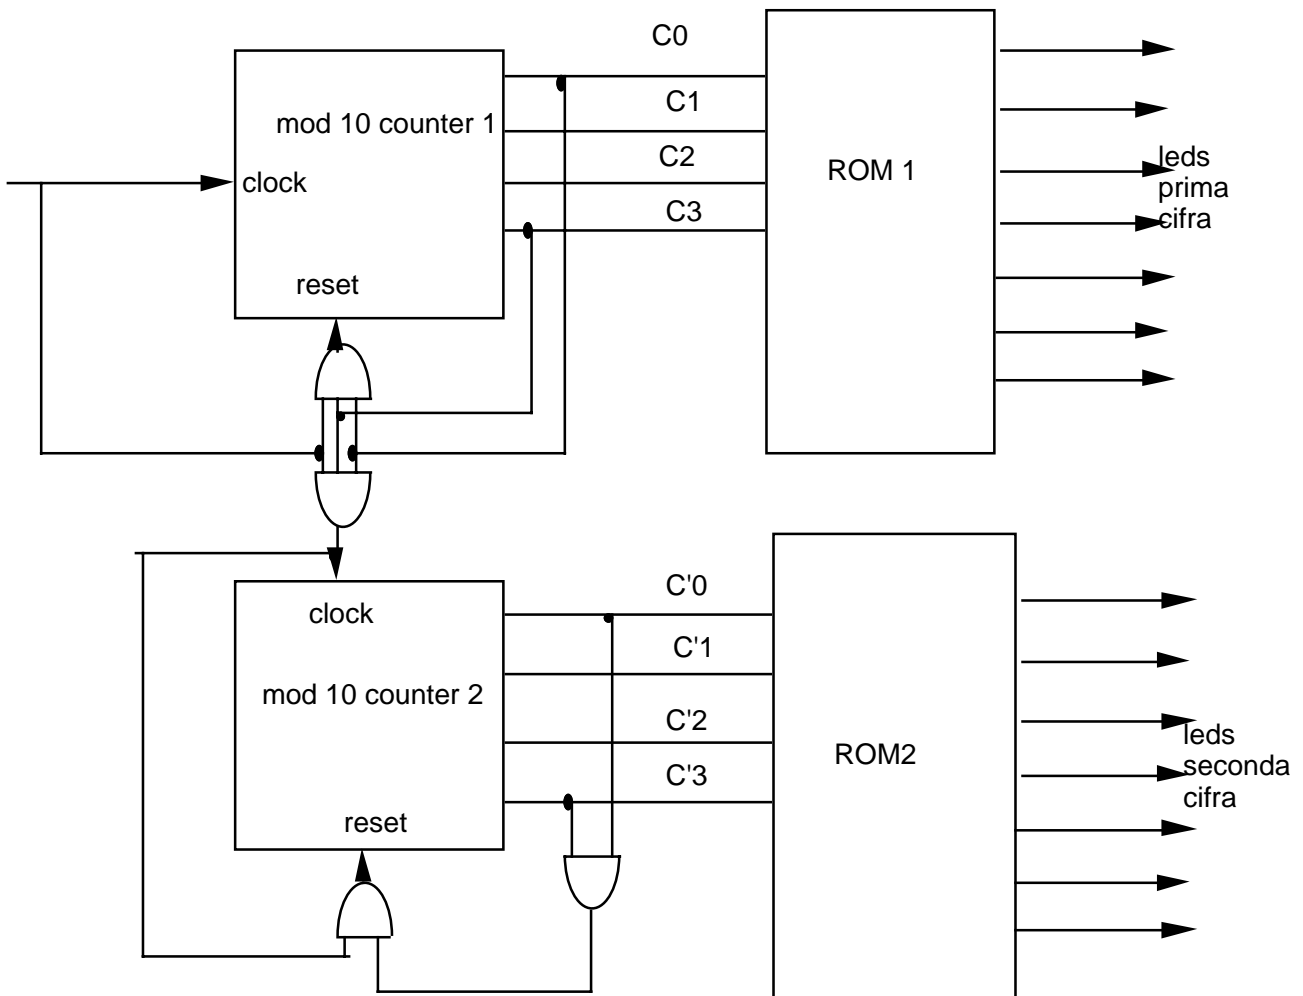 C0
mod 10 counter 1
C1
clock
C2
ROM 1
leds
prima
cifra
C3
reset
C'0
clock
C'1
mod 10 counter 2
C'2
ROM2
leds
seconda
cifra
C'3
reset